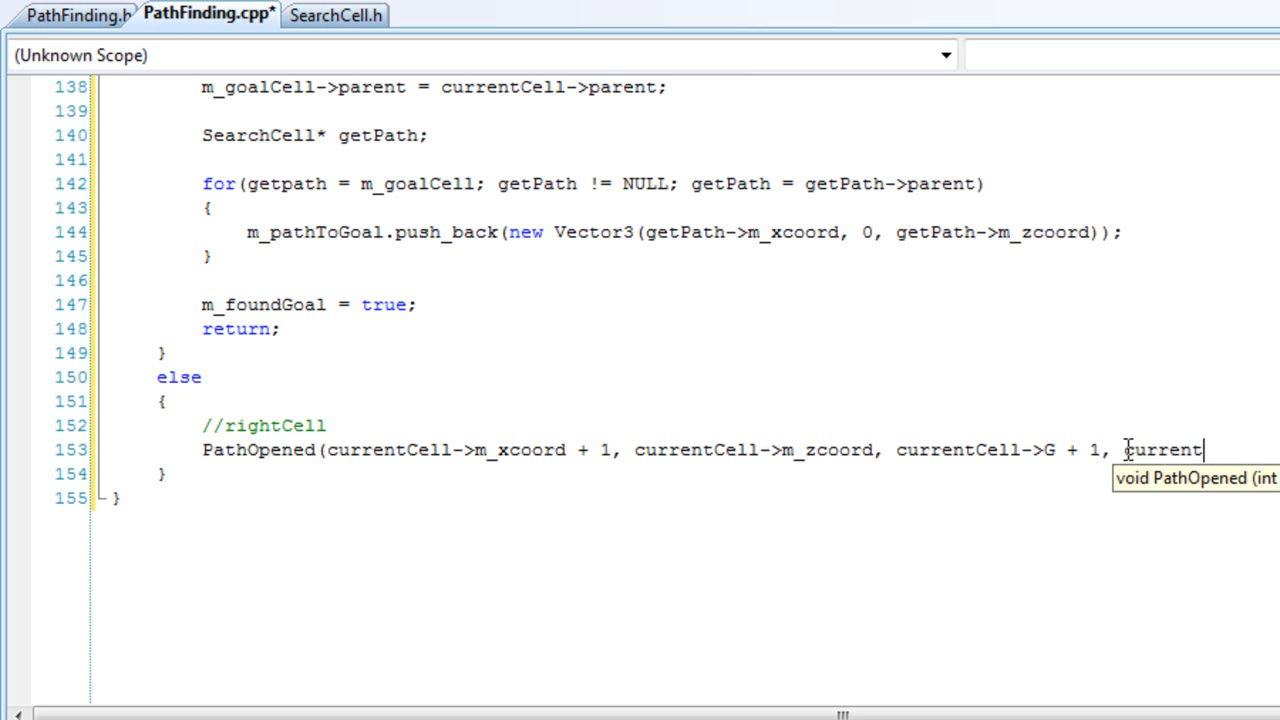 PathFinding.h PathFinding.cpp* SearchCell.h
(Unknown Scope)
138 m_goalCell->parent = currentCell->parent;
139
140 SearchCell* getPath;
141
142 for(getpath = m_goalCell; getPath != NULL; getPath = getPath->parent)
143 {
144 m_pathToGoal.push_back(new Vector3(getPath->m_xcoord, 0, getPath->m_zcoord));
145 }
146
147 m_foundGoal = true;
148 return;
149 }
150 else
151 {
152 //rightCell
153 PathOpened(currentCell->m_xcoord + 1, currentCell->m_zcoord, currentCell->G + 1, current
void PathOpened (int
154 }
155 }